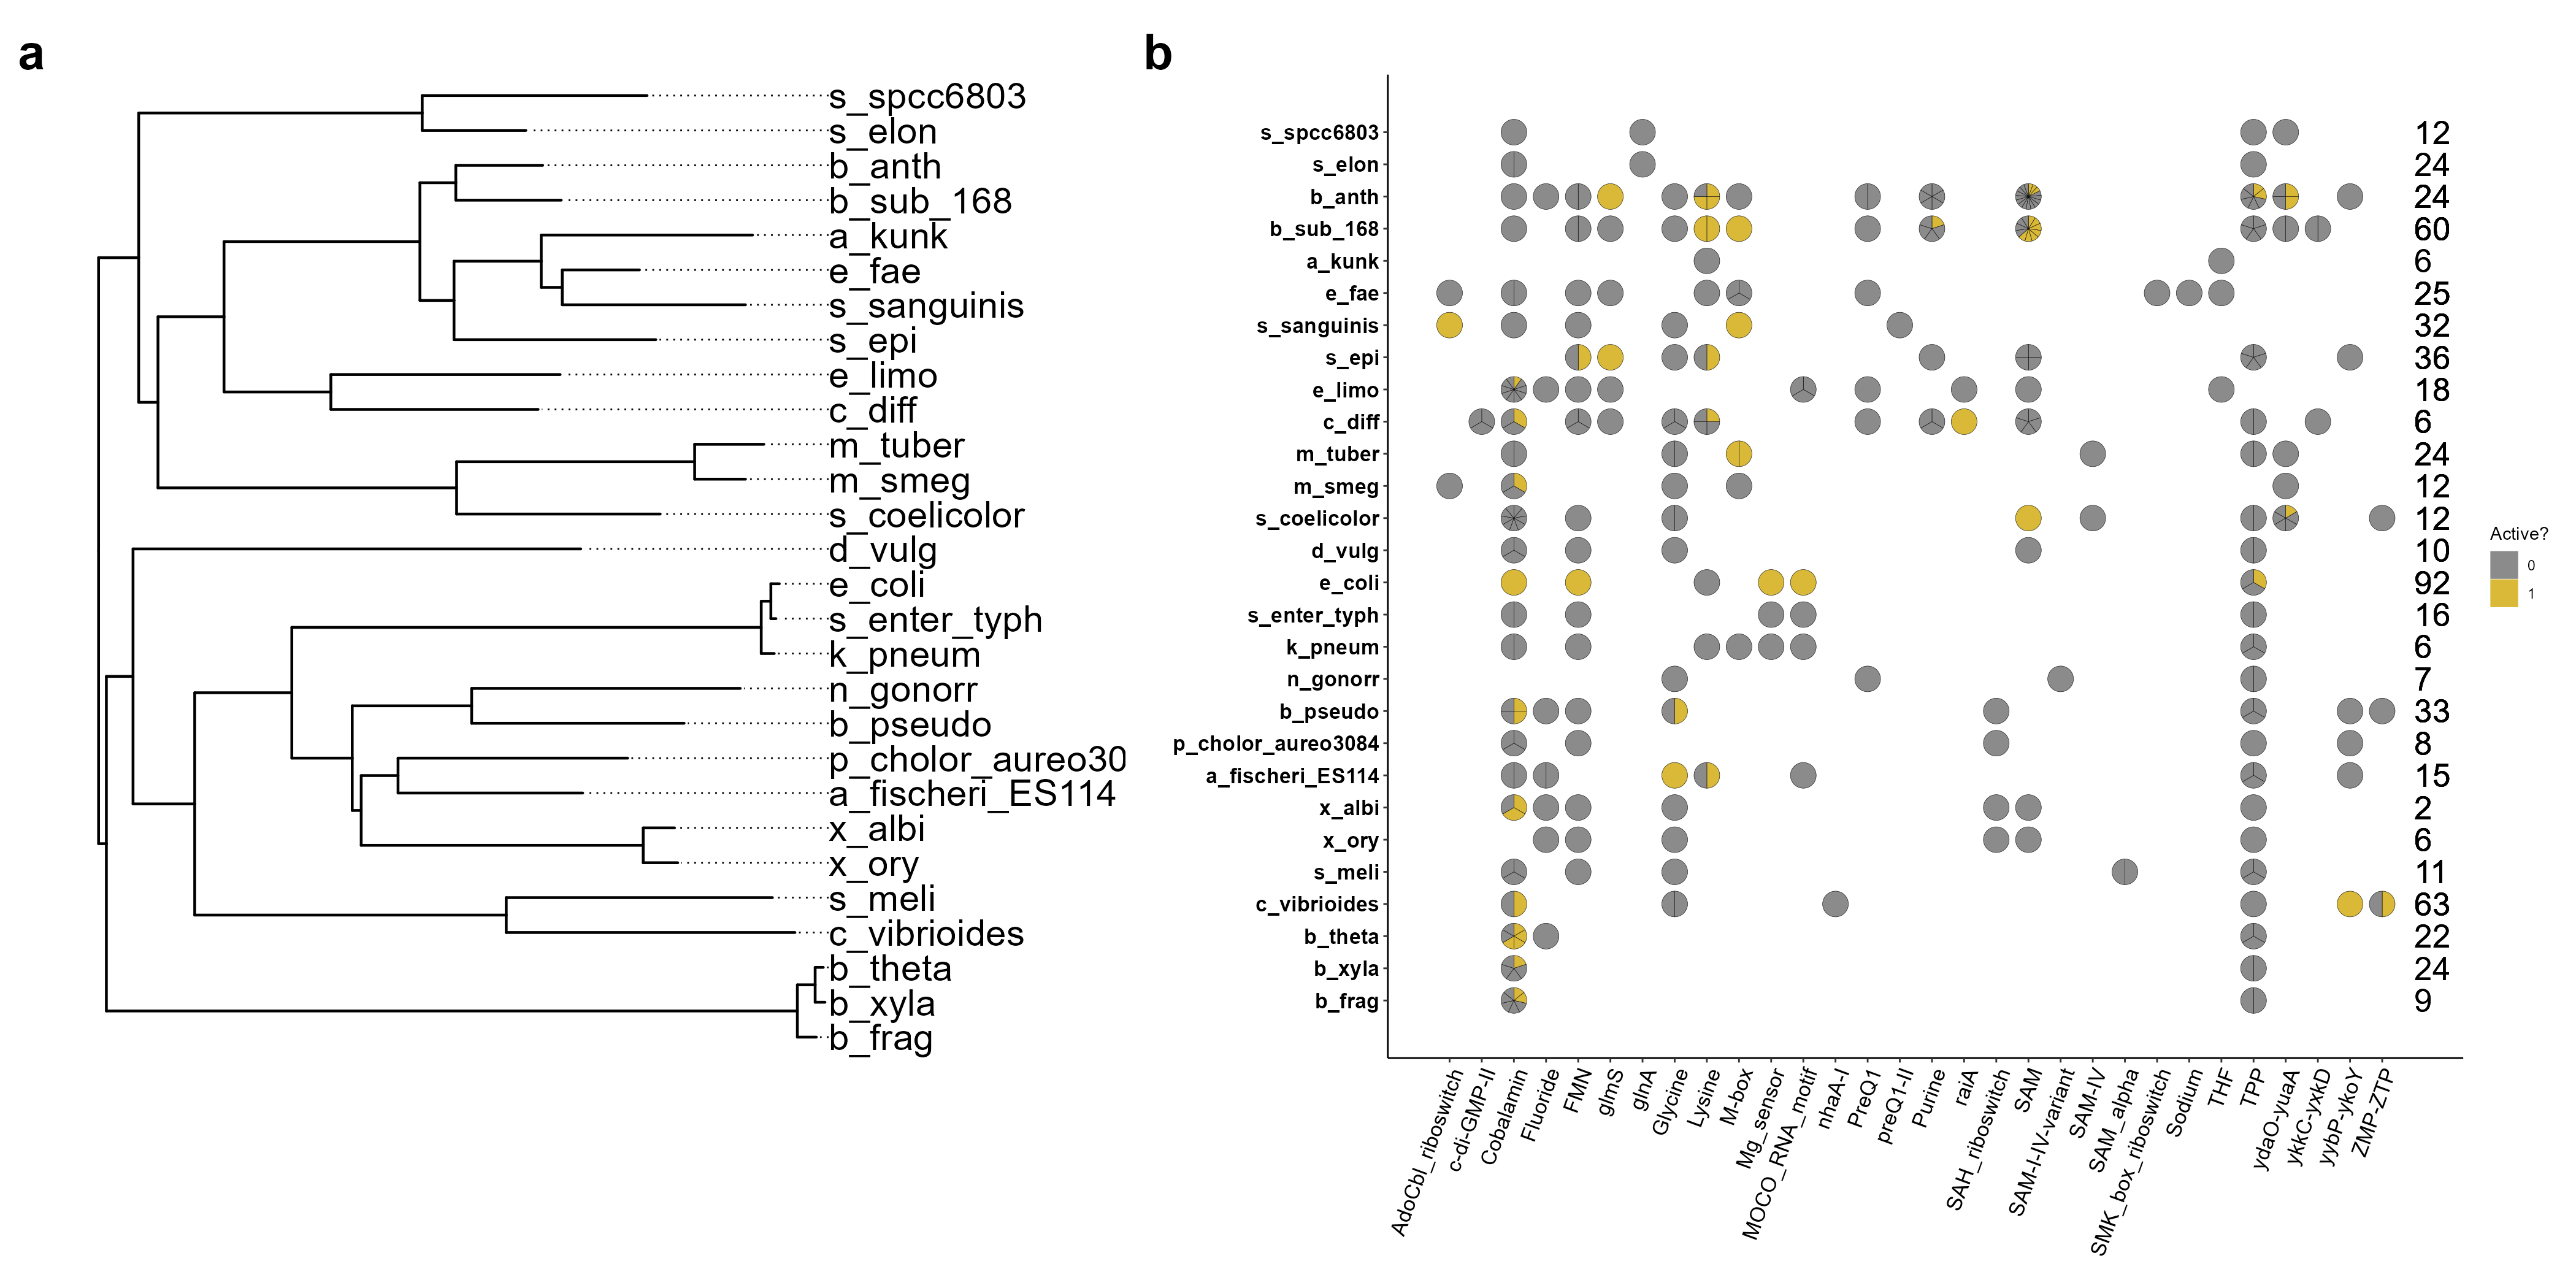 a
s_spcc6803
s_elon
b_anth
b_sub_168
a_kunk
e_fae
s_sanguinis
s_epi
e_limo
c_diff
m_tuber
m_smeg
s_coelicolor
d_vulg
e_coli
s_enter_typh
k_pneum
n_gonorr
b_pseudo
p_cholor_aureo30
a_fischeri_ES114
x_albi
x_ory
s_meli
c_vibrioides
b_theta
b_xyla
b_frag
b
s_spcc6803 12
s_elon 24
b_anth 24
b_sub_168 60
a_kunk 6
e_fae 25
s_sanguinis 32
s_epi 36
e_limo 18
c_diff 6
m_tuber 24
m_smeg 12
s_coelicolor 12
d_vulg 10
e_coli 92
s_enter_typh 16
k_pneum 6
n_gonorr 7
b_pseudo 33
p_cholor_aureo3084 8
a_fischeri_ES114 15
x_albi 2
x_ory 6
s_meli 11
c_vibrioides 63
b_theta 22
b_xyla 24
b_frag 9
AdoCbl_riboswitch
c-di-GMP-II
Cobalamin
Fluoride
FMN
glmS
glnA
Glycine
Lysine
M-box
Mg_sensor
MOCO_RNA_motif
nhaA-I
PreQ1
preQ1-II
Purine
raiA
SAH_riboswitch
SAM
SAM-I-IV-variant
SAM-IV
SAM_alpha
SMK_box_riboswitch
Sodium
THF
TPP
ydaO-yuaA
ykkC-yxkD
yybP-ykoY
ZMP-ZTP
Active?
0
1